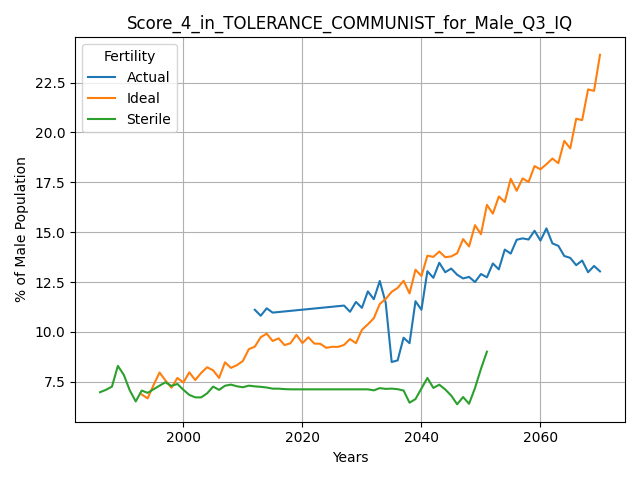 Score_4_in_TOLERANCE_COMMUNIST_for_Male_Q3_IQ
Fertility
Actual
Ideal
Sterile
% of Male Population
22.5
20.0
17.5
15.0
12.5
10.0
7.5
2000
2020
2040
2060
Years